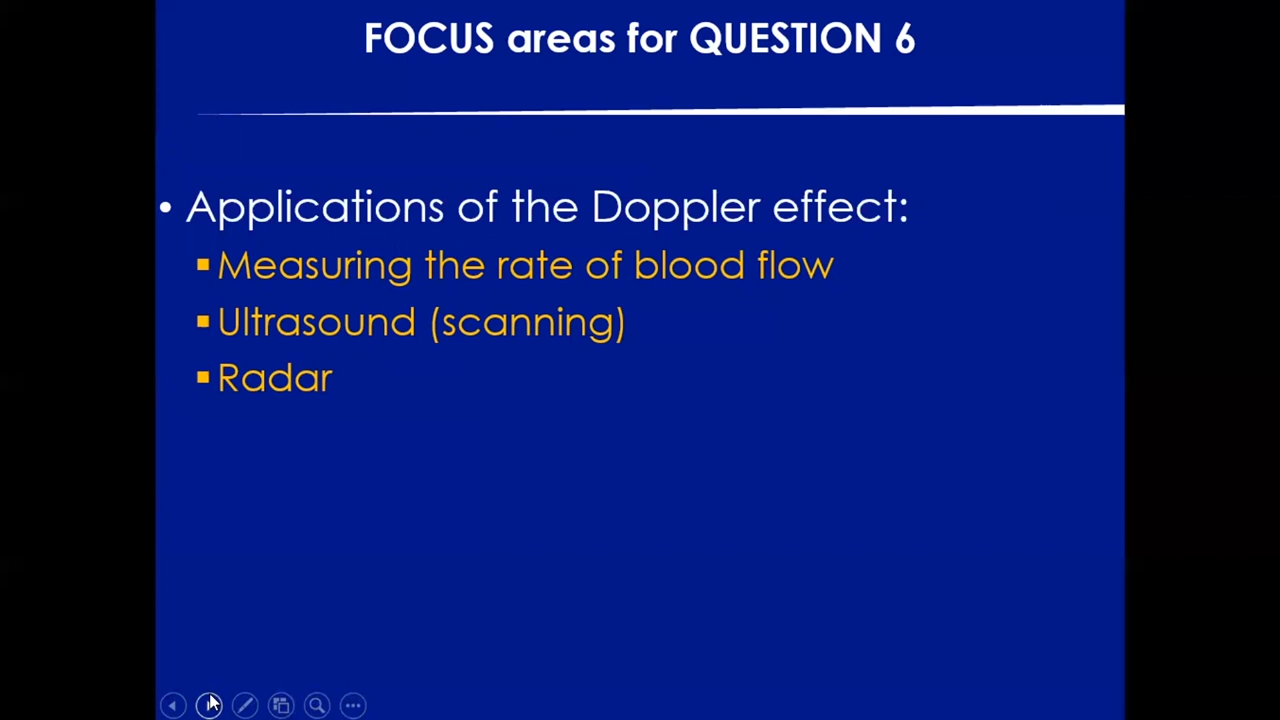 FOCUS areas for QUESTION 6
• Applications of the Doppler effect:
▪ Measuring the rate of blood flow
▪ Ultrasound (scanning)
▪ Radar